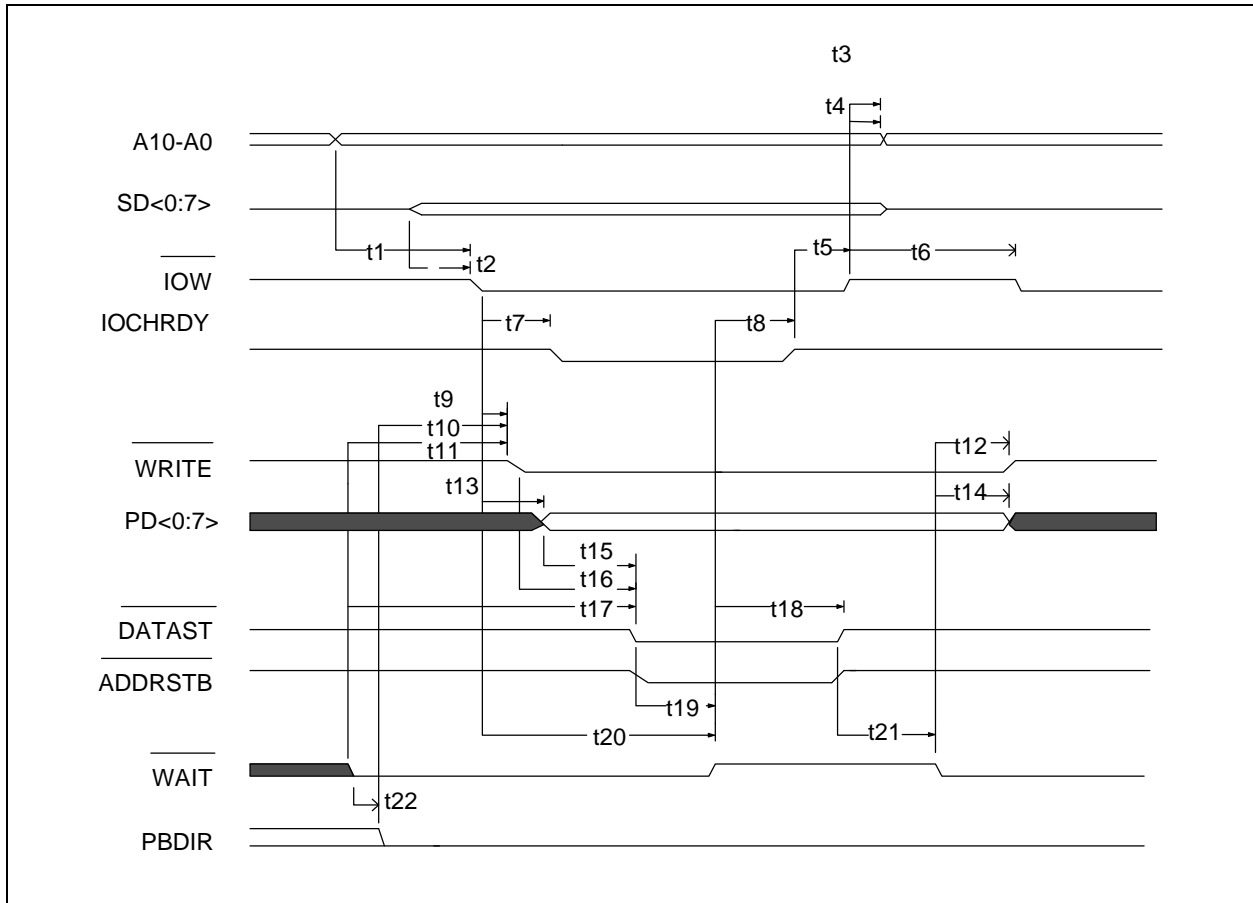 t3
t4
A10-A0
SD<0:7>
t5
t1
t6
t2
IOW
IOCHRDY
t7
t8
t9
t10
t11
t12
WRITE
t13
t14
PD<0:7>
t15
t16
t17
t18
DATAST
ADDRSTB
t19
t20
t21
WAIT
t22
PBDIR